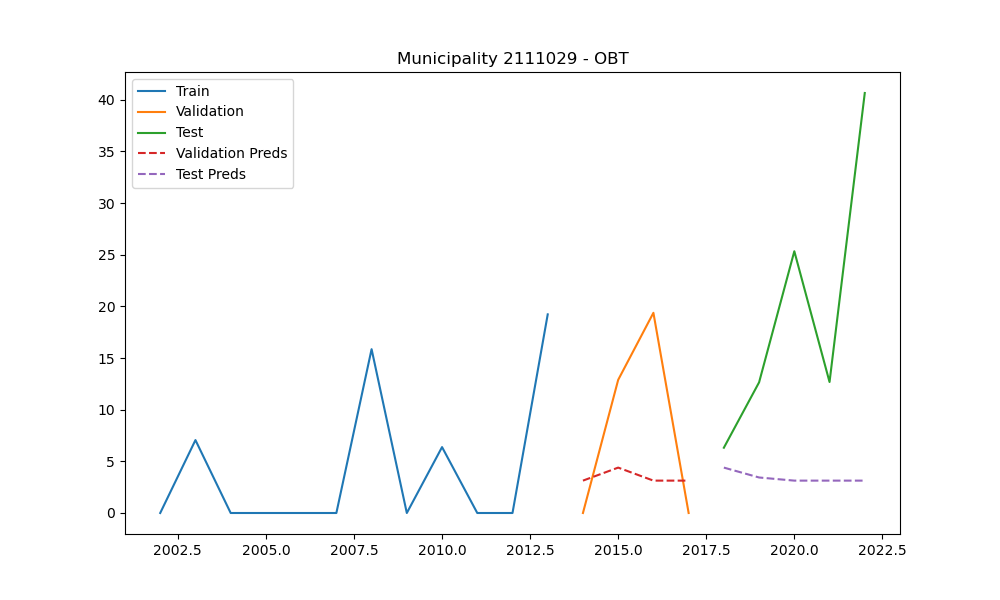 Municipality 2111029 - OBT
Train
Validation
Test
Validation Preds
Test Preds
40
35
30
25
20
15
10
5
0
2002.5 2005.0 2007.5 2010.0 2012.5 2015.0 2017.5 2020.0 2022.5